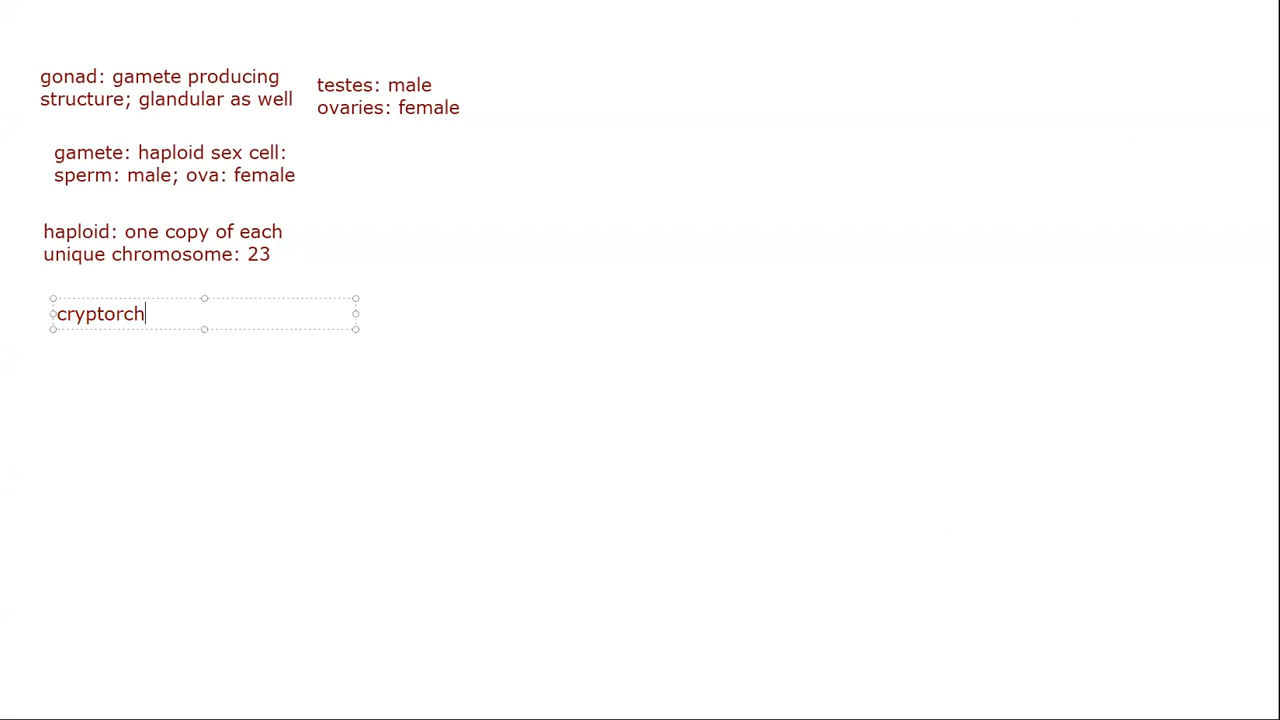 gonad: gamete producing
structure; glandular as well
testes: male
ovaries: female
gamete: haploid sex cell:
sperm: male; ova: female
haploid: one copy of each
unique chromosome: 23
cryptorch